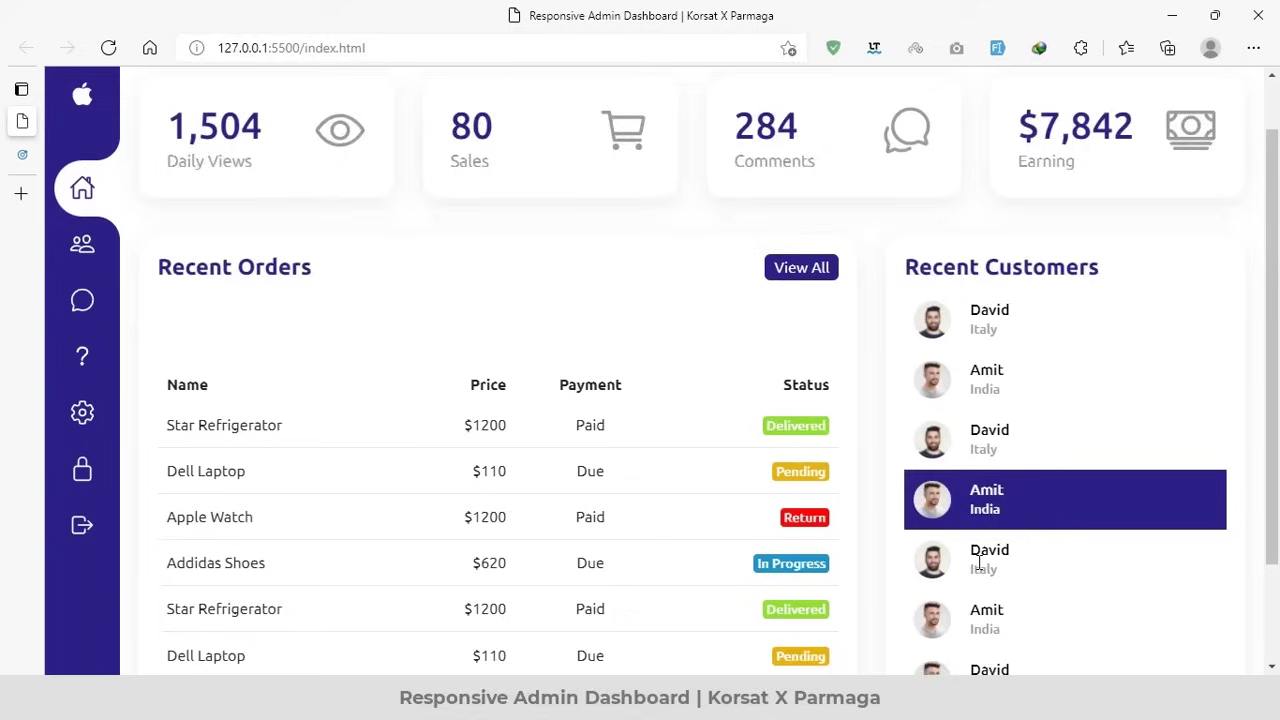 Responsive Admin Dashboard | Korsat X Parmaga
127.0.0.1:5500/index.html
1,504
Daily Views
80
Sales
284
Comments
$7,842
Earning
Recent Orders
View All
Name Price Payment Status
Star Refrigerator $1200 Paid Delivered
Dell Laptop $110 Due Pending
Apple Watch $1200 Paid Return
Addidas Shoes $620 Due In Progress
Star Refrigerator $1200 Paid Delivered
Dell Laptop $110 Due Pending
Recent Customers
David
Italy
Amit
India
David
Italy
Amit
India
David
Italy
Amit
India
David
Responsive Admin Dashboard | Korsat X Parmaga